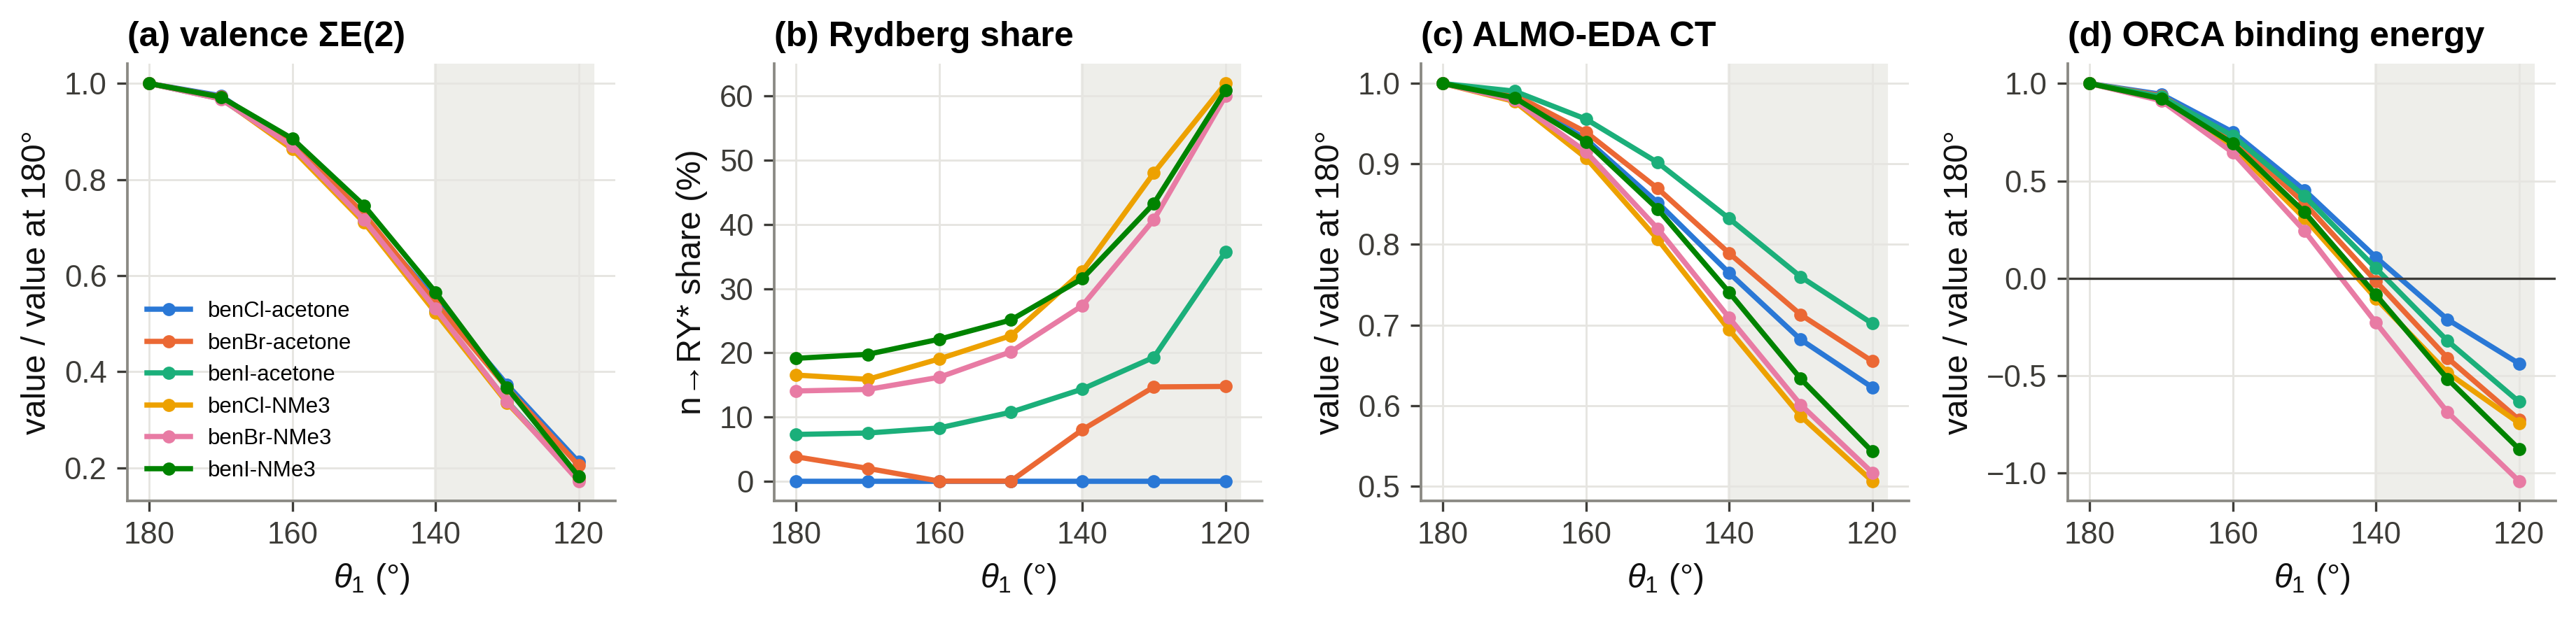 (a) valence ΣE(2)
value / value at 180°
1.0
0.8
0.6
0.4
0.2
benCl-acetone
benBr-acetone
benI-acetone
benCl-NMe3
benBr-NMe3
benI-NMe3
180 160 140 120
θ1 (°)
(b) Rydberg share
n→RY* share (%)
60
50
40
30
20
10
0
180 160 140 120
θ1 (°)
(c) ALMO-EDA CT
value / value at 180°
1.0
0.9
0.8
0.7
0.6
0.5
180 160 140 120
θ1 (°)
(d) ORCA binding energy
value / value at 180°
1.0
0.5
0.0
−0.5
−1.0
180 160 140 120
θ1 (°)